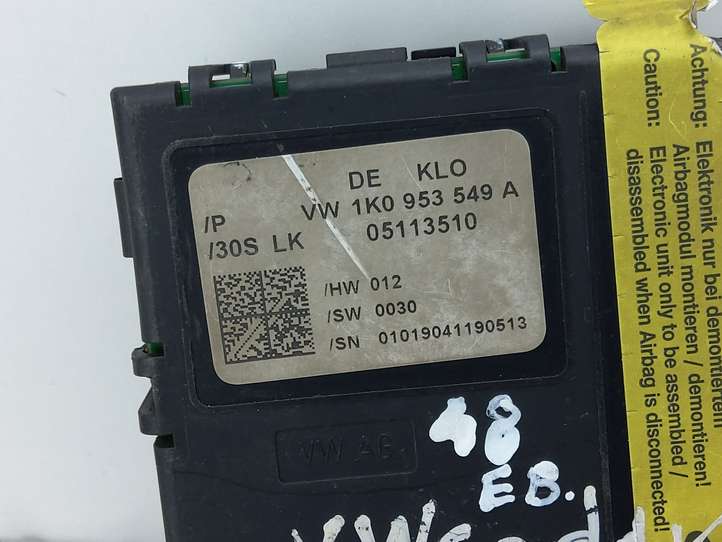 DE KLO
/P VW 1K0 953 549 A
/30S LK 05113510
/HW 012
/SW 0030
/SN 01019041190513
VW AG
48
EB.
Achtung: Elektronik nur bei demontiertem
Airbagmodul montieren / demontieren!
Caution: Electronic unit only to be assembled /
disassembled when Airbag is disconnected!